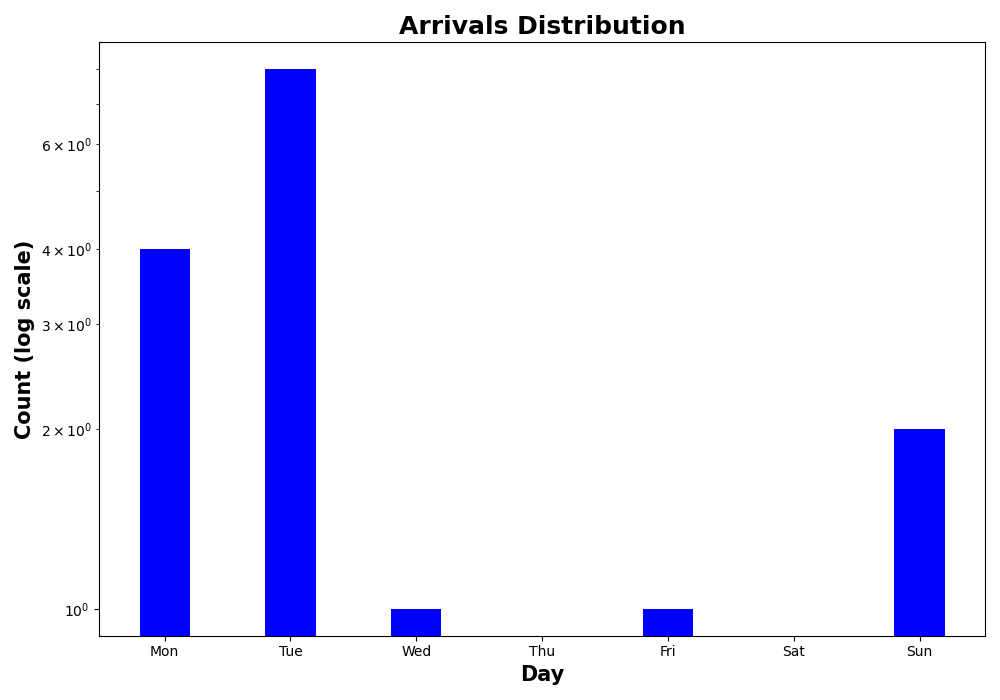 Arrivals Distribution
6 × 10⁰
4 × 10⁰
3 × 10⁰
2 × 10⁰
10⁰
Count (log scale)
Mon Tue Wed Thu Fri Sat Sun
Day